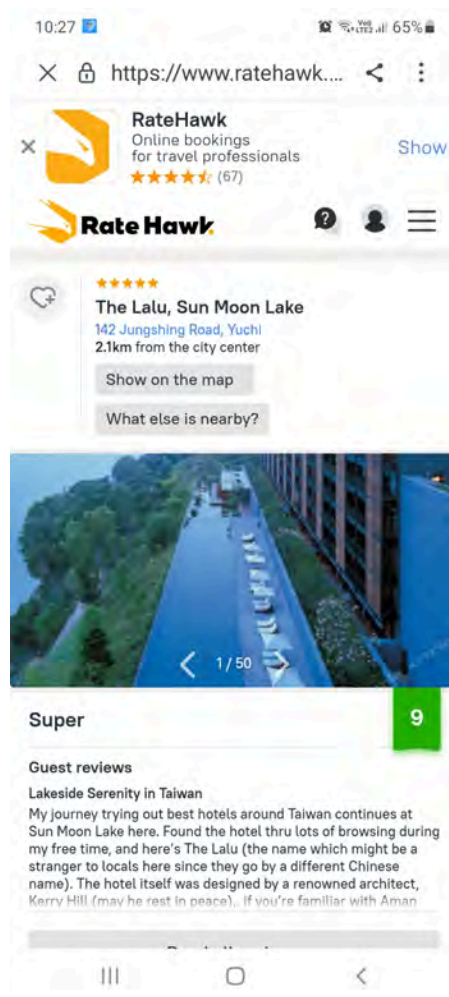 10:27
65%
https://www.ratehawk....
RateHawk
Online bookings
for travel professionals
(67)
Show
Rate Hawk.
The Lalu, Sun Moon Lake
142 Jungshing Road, Yuchi
2.1km from the city center
Show on the map
What else is nearby?
1/50
Super
9
Guest reviews
Lakeside Serenity in Taiwan
My journey trying out best hotels around Taiwan continues at
Sun Moon Lake here. Found the hotel thru lots of browsing during
my free time, and here's The Lalu (the name which might be a
stranger to locals here since they go by a different Chinese
name). The hotel itself was designed by a renowned architect,
Kerry Hill (may he rest in peace).. if you're familiar with Aman